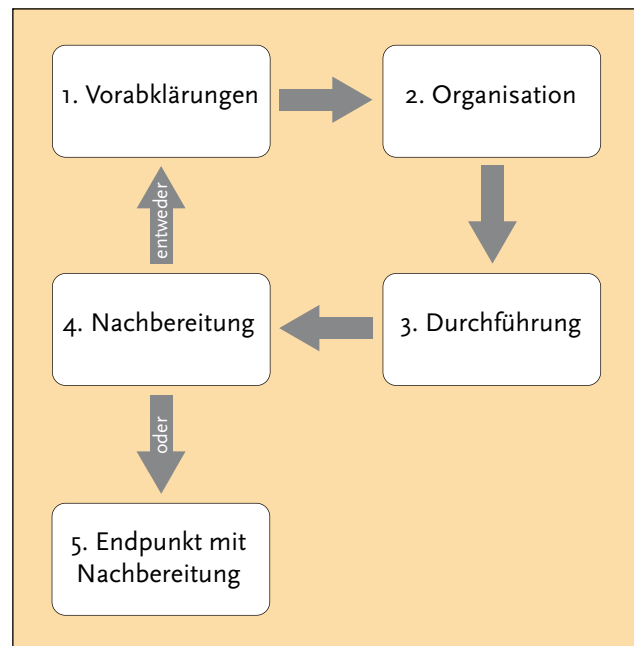 1. Vorabklärungen
2. Organisation
entweder
4. Nachbereitung
3. Durchführung
oder
5. Endpunkt mit
Nachbereitung